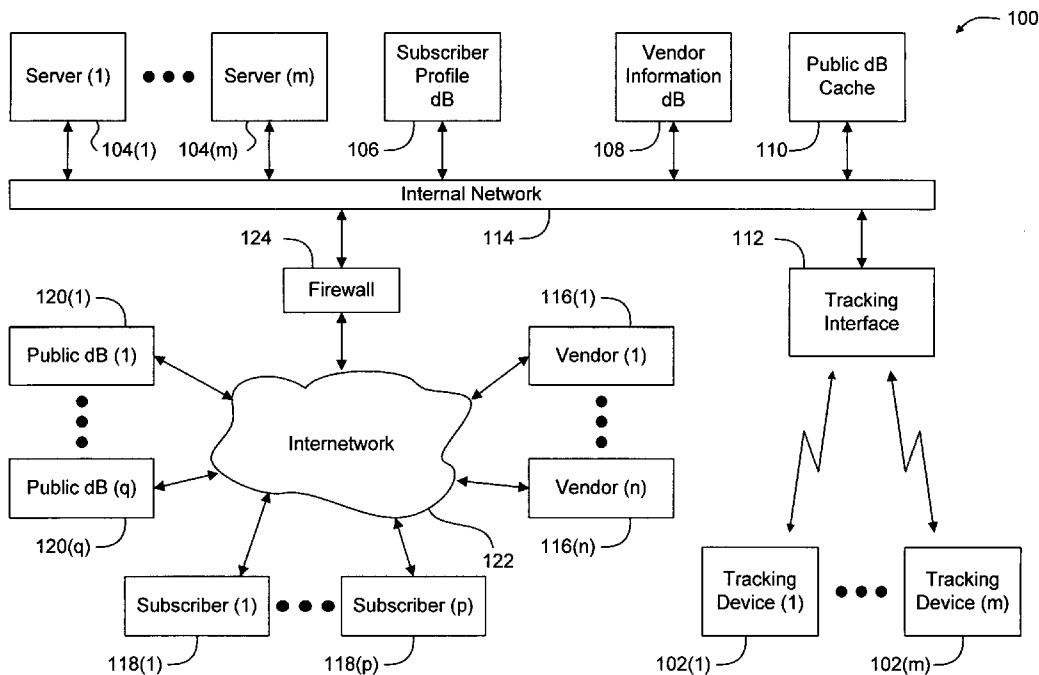 100
Server (1)
Server (m)
Subscriber
Profile
dB
Vendor
Information
dB
Public dB
Cache
104(1)
104(m)
106
108
110
Internal Network
124
114
112
Firewall
Tracking
Interface
120(1)
116(1)
Public dB (1)
Vendor (1)
Internetwork
Public dB (q)
Vendor (n)
120(q)
122
116(n)
Subscriber (1)
Subscriber (p)
Tracking
Device (1)
Tracking
Device (m)
118(1)
118(p)
102(1)
102(m)